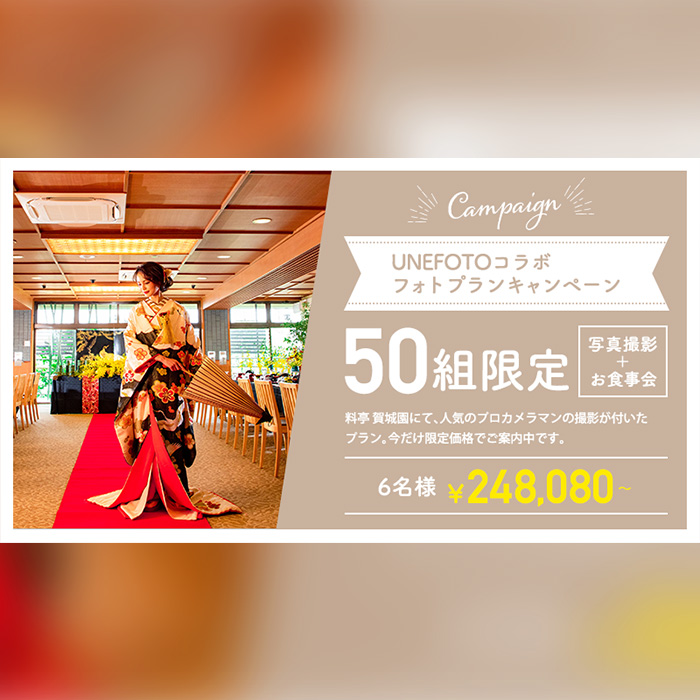 Campaign
UNEFOTOコラボ
フォトプランキャンペーン
50組限定
写真撮影
+
お食事会
料亭 賀城園にて、人気のプロカメラマンの撮影が付いた
プラン。今だけ限定価格でご案内中です。
6名様 ¥248,080~